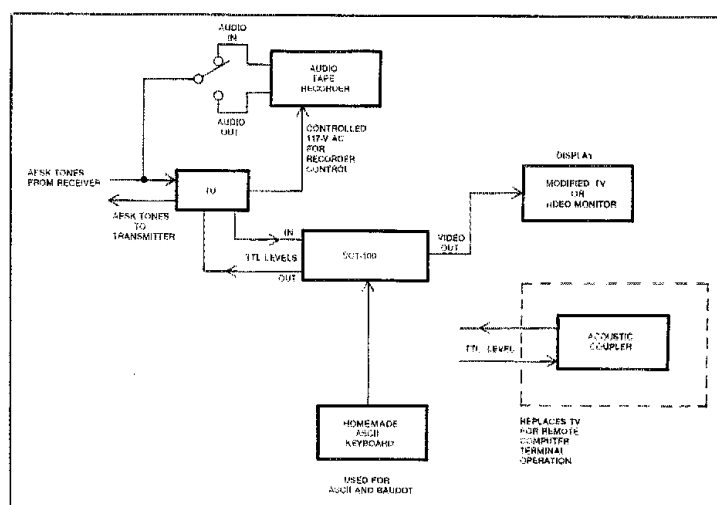 AUDIO
IN
AUDIO
TAPE
RECORDER
AUDIO
OUT
CONTROLLED
117-V AC
FOR
RECORDER
CONTROL
AFSK TONES
FROM RECEIVER
TU
AFSK TONES
TO
TRANSMITTER
DISPLAY
MODIFIED TV
OR
VIDEO MONITOR
IN
TTL LEVELS
OUT
SCT-100
VIDEO
OUT
TTL LEVEL
ACOUSTIC
COUPLER
HOMEMADE
ASCII
KEYBOARD
REPLACES TV
FOR REMOTE
COMPUTER
TERMINAL
OPERATION
USED FOR
ASCII AND BAUDOT